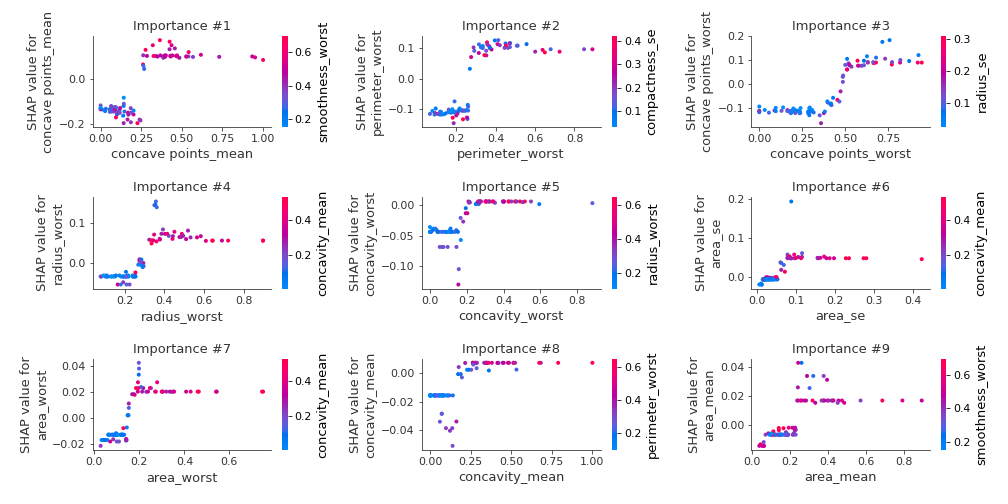 Importance #1
SHAP value for
concave points_mean
0.0
−0.2
0.00
0.25
0.50
0.75
1.00
concave points_mean
0.6
0.4
0.2
smoothness_worst
Importance #2
SHAP value for
perimeter_worst
0.1
0.0
−0.1
0.2
0.4
0.6
0.8
perimeter_worst
0.4
0.3
0.2
0.1
compactness_se
Importance #3
SHAP value for
concave points_worst
0.2
0.1
0.0
−0.1
0.00
0.25
0.50
0.75
concave points_worst
0.3
0.2
0.1
radius_se
Importance #4
SHAP value for
radius_worst
0.1
0.0
0.2
0.4
0.6
0.8
radius_worst
0.4
0.2
concavity_mean
Importance #5
SHAP value for
concavity_worst
0.00
−0.05
−0.10
0.0
0.2
0.4
0.6
0.8
concavity_worst
0.6
0.4
0.2
radius_worst
Importance #6
SHAP value for
area_se
0.2
0.1
0.0
0.0
0.1
0.2
0.3
0.4
area_se
0.4
0.2
concavity_mean
Importance #7
SHAP value for
area_worst
0.04
0.02
0.00
−0.02
0.0
0.2
0.4
0.6
area_worst
0.4
0.2
concavity_mean
Importance #8
SHAP value for
concavity_mean
0.00
−0.02
−0.04
0.00
0.25
0.50
0.75
1.00
concavity_mean
0.6
0.4
0.2
perimeter_worst
Importance #9
SHAP value for
area_mean
0.04
0.02
0.00
0.0
0.2
0.4
0.6
0.8
area_mean
0.6
0.4
0.2
smoothness_worst